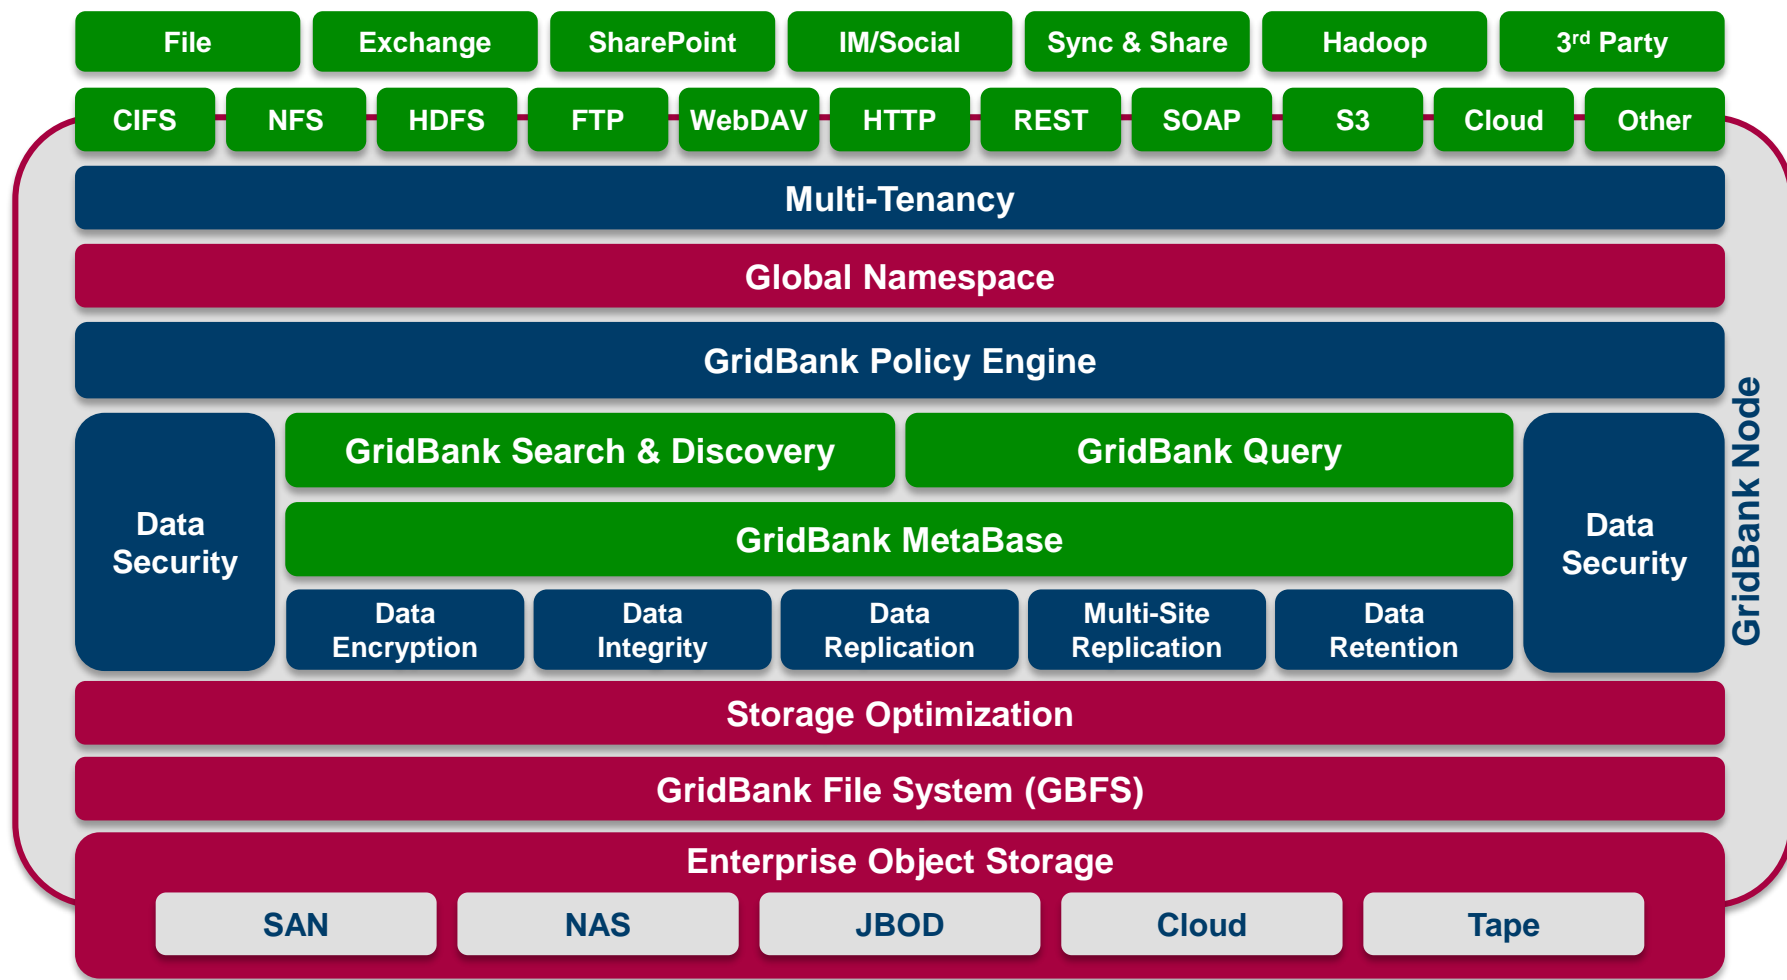 File
Exchange
SharePoint
IM/Social
Sync & Share
Hadoop
3rd Party
CIFS
NFS
HDFS
FTP
WebDAV
HTTP
REST
SOAP
S3
Cloud
Other
Multi-Tenancy
Global Namespace
GridBank Policy Engine
Data
Security
GridBank Search & Discovery
GridBank Query
GridBank MetaBase
Data
Encryption
Data
Integrity
Data
Replication
Multi-Site
Replication
Data
Retention
Data
Security
GridBank Node
Storage Optimization
GridBank File System (GBFS)
Enterprise Object Storage
SAN
NAS
JBOD
Cloud
Tape